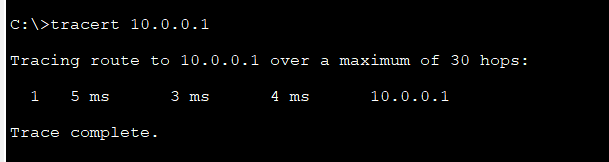 C:\>tracert 10.0.0.1
Tracing route to 10.0.0.1 over a maximum of 30 hops:
1 5 ms 3 ms 4 ms 10.0.0.1
Trace complete.